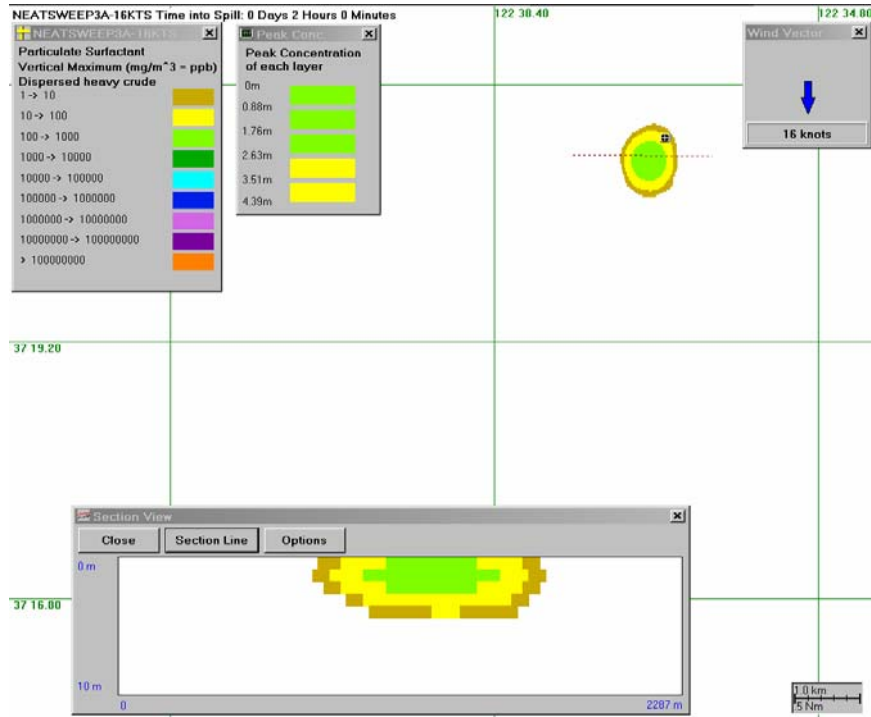 NEATSWEEP3A-16KTS Time into Spill: 0 Days 2 Hours 0 Minutes
122 38.40
122 34.80
NEATSWEEP3A-16KTS
Particulate Surfactant
Vertical Maximum (mg/m^3 - ppb)
Dispersed heavy crude
1 -> 10
10 -> 100
100 -> 1000
1000 -> 10000
10000 -> 100000
100000 -> 1000000
1000000 -> 10000000
10000000 -> 100000000
> 100000000
Peak Conc.
Peak Concentration
of each layer
0m
0.88m
1.76m
2.63m
3.51m
4.39m
Wind Vector
16 knots
37 19.20
Section View
Close
Section Line
Options
0 m
10 m
0
2287 m
37 16.00
1.0 km
.5 Nm